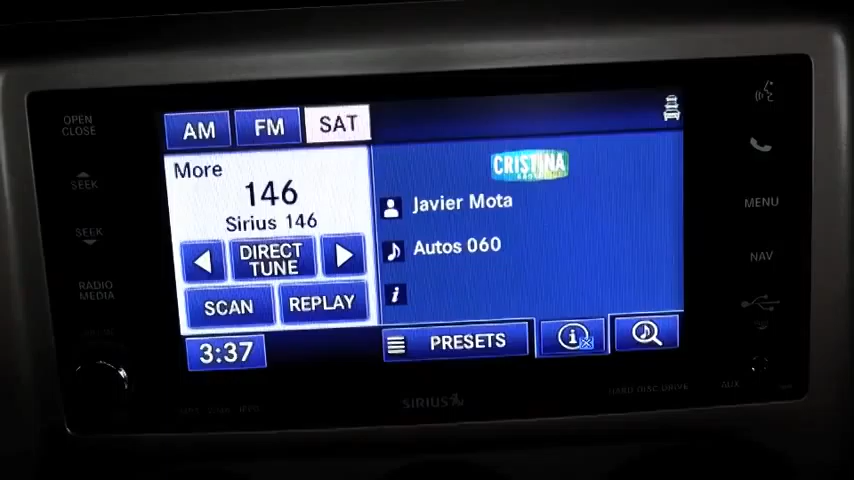 OPEN
CLOSE
SEEK
SEEK
RADIO
MEDIA
AM
FM
SAT
More
146
Sirius 146
DIRECT
TUNE
SCAN
REPLAY
3:37
CRISTINA
Javier Mota
Autos 060
i
PRESETS
i
MENU
NAV
SIRIUS
HARD DISC DRIVE
AUX